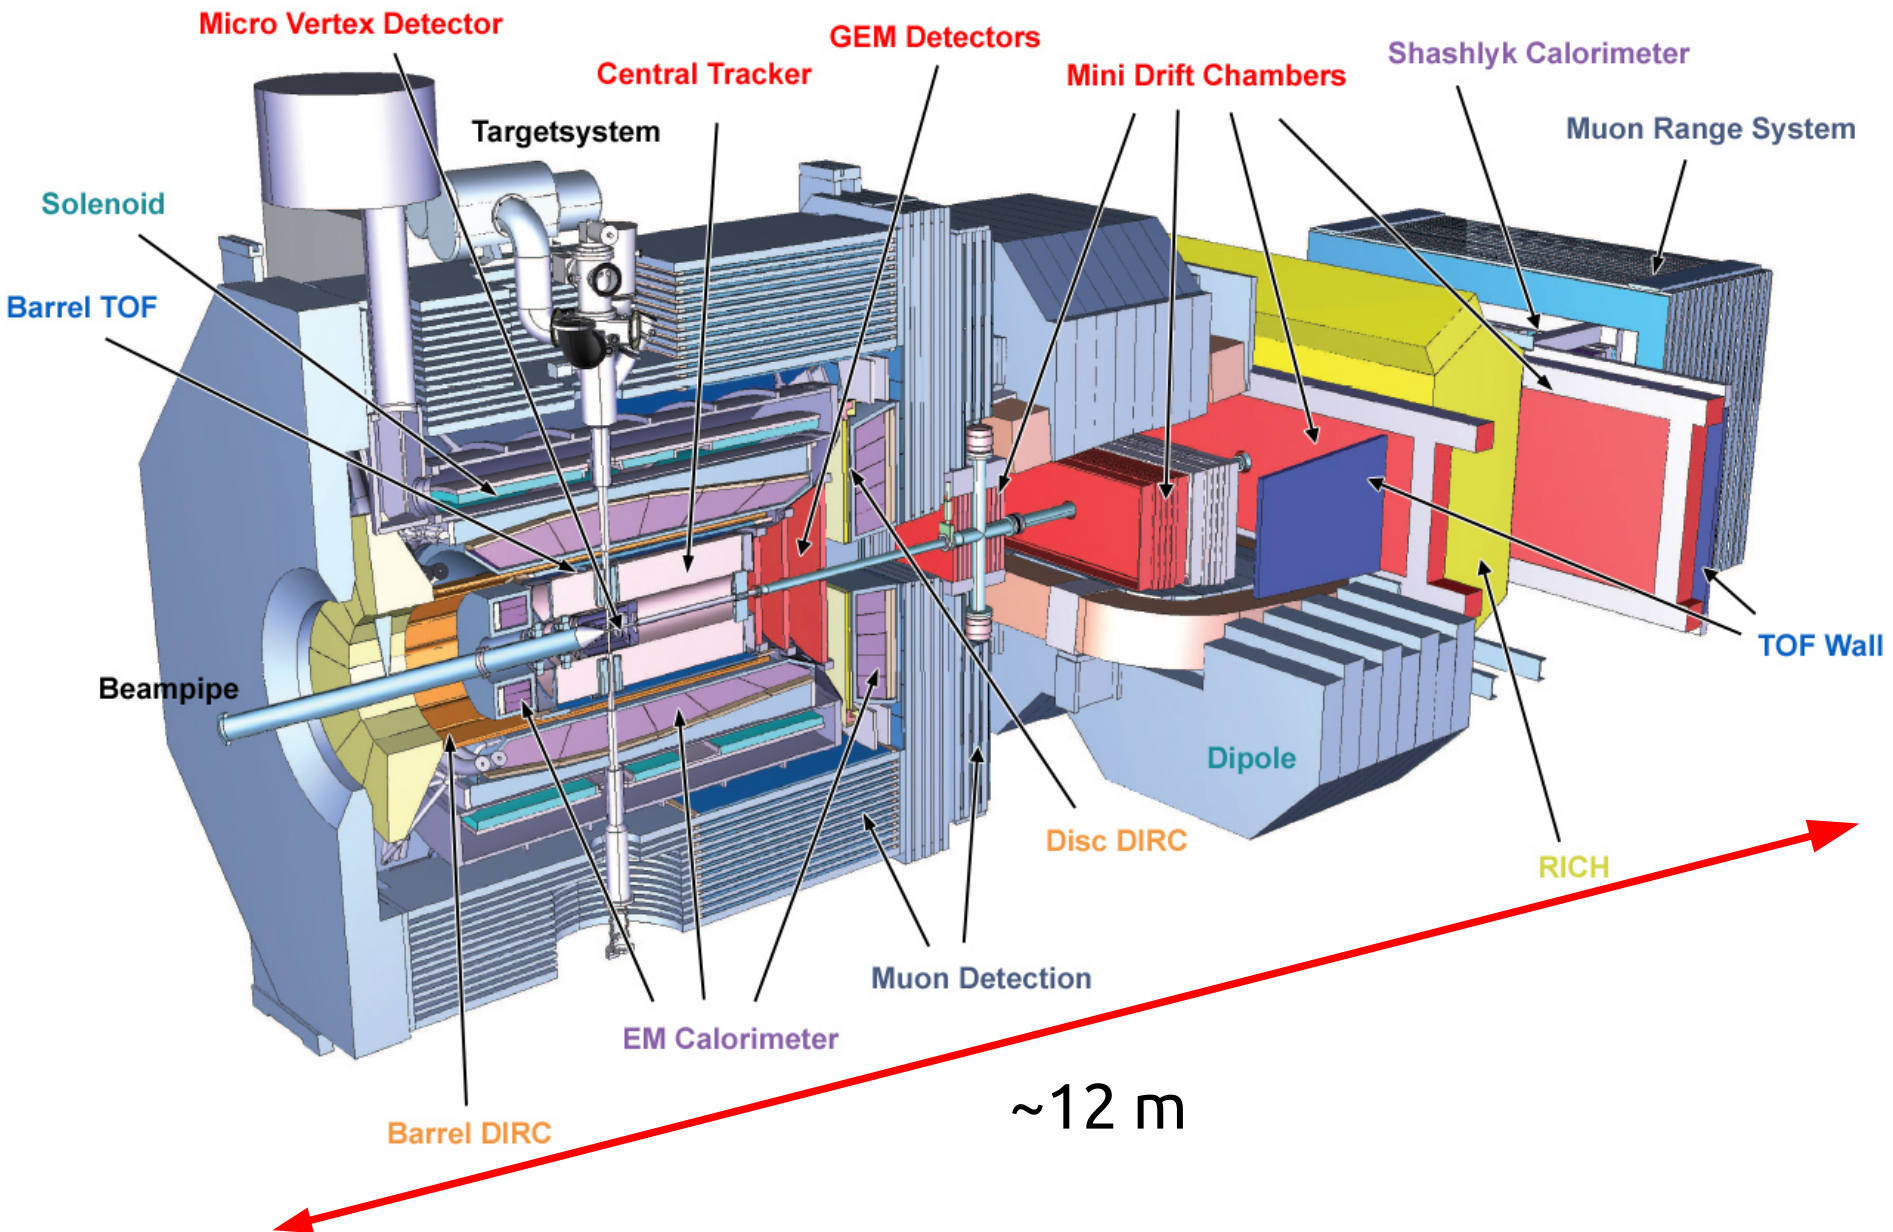 Micro Vertex Detector
GEM Detectors
Shashlyk Calorimeter
Central Tracker
Mini Drift Chambers
Targetsystem
Muon Range System
Solenoid
Barrel TOF
TOF Wall
Beampipe
Dipole
Disc DIRC
RICH
Muon Detection
EM Calorimeter
~12 m
Barrel DIRC